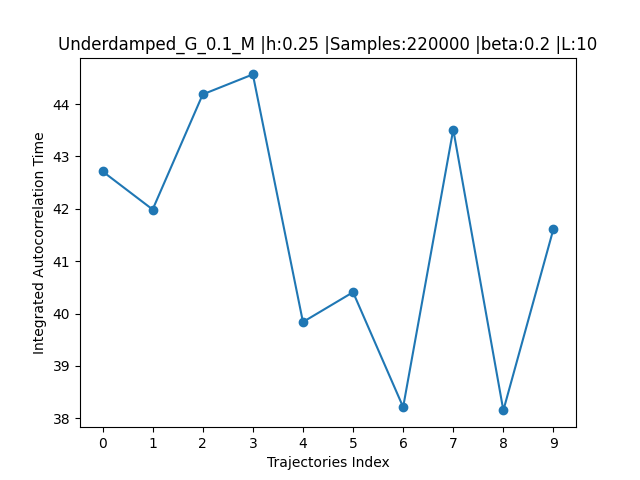 Underdamped_G_0.1_M |h:0.25 |Samples:220000 |beta:0.2 |L:10
Integrated Autocorrelation Time
44
43
42
41
40
39
38
0 1 2 3 4 5 6 7 8 9
Trajectories Index